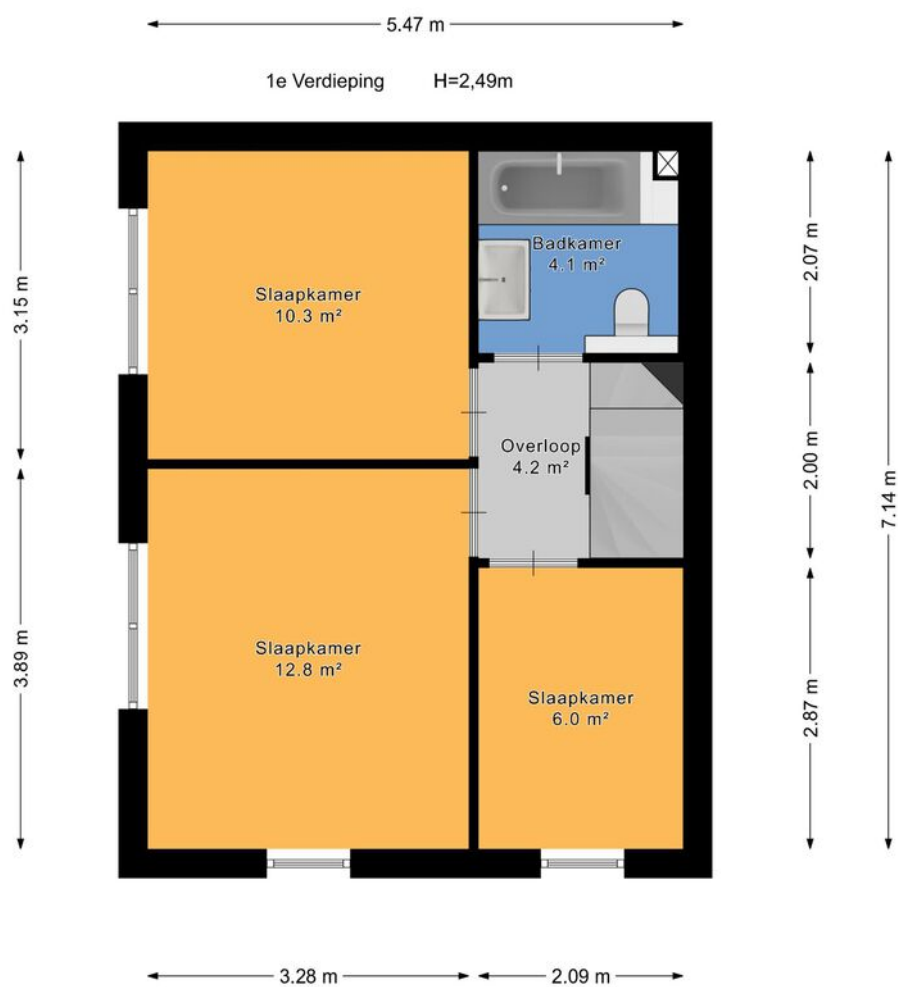 5.47 m
1e Verdieping H=2,49m
3.15 m
2.07 m
Badkamer
4.1 m²
Slaapkamer
10.3 m²
Overloop
4.2 m²
2.00 m
7.14 m
3.89 m
Slaapkamer
12.8 m²
Slaapkamer
6.0 m²
2.87 m
3.28 m
2.09 m